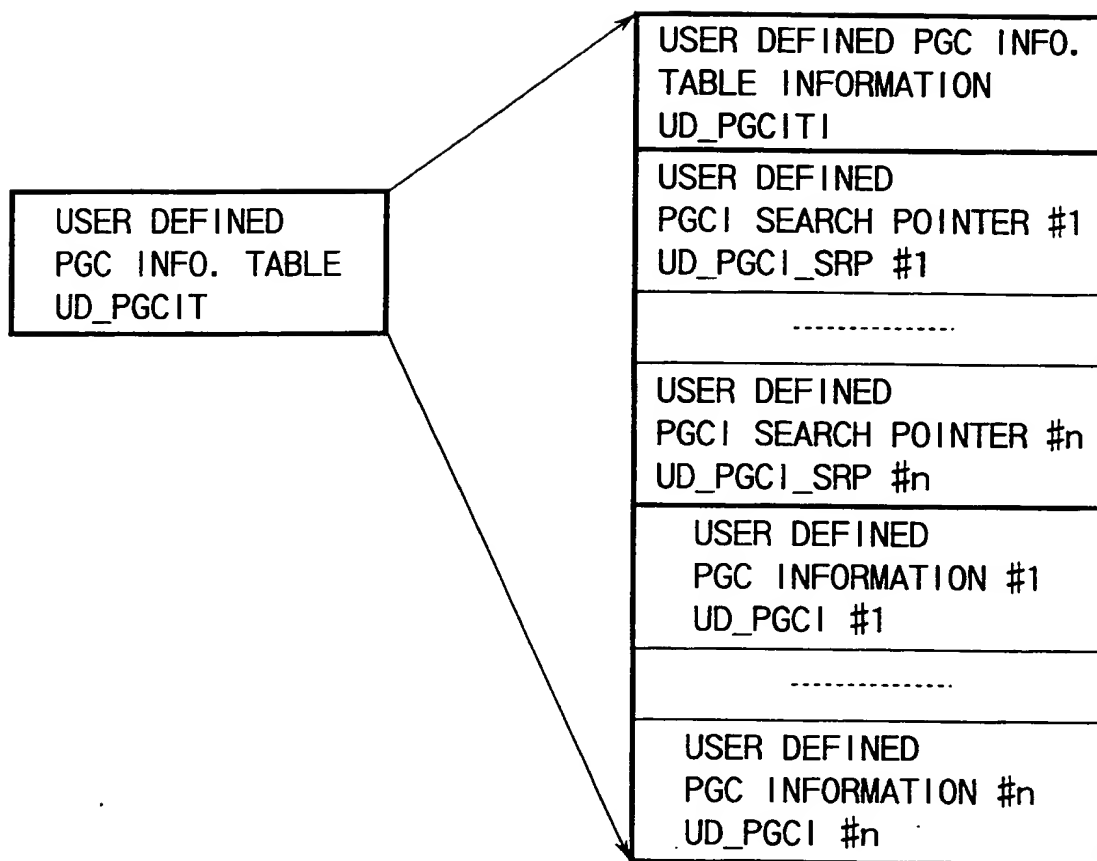 USER DEFINED
PGC INFO. TABLE
UD_PGCIT
USER DEFINED PGC INFO.
TABLE INFORMATION
UD_PGCITI
USER DEFINED
PGCI SEARCH POINTER #1
UD_PGCI_SRP #1
USER DEFINED
PGCI SEARCH POINTER #n
UD_PGCI_SRP #n
USER DEFINED
PGC INFORMATION #1
UD_PGCI #1
USER DEFINED
PGC INFORMATION #n
UD_PGCI #n